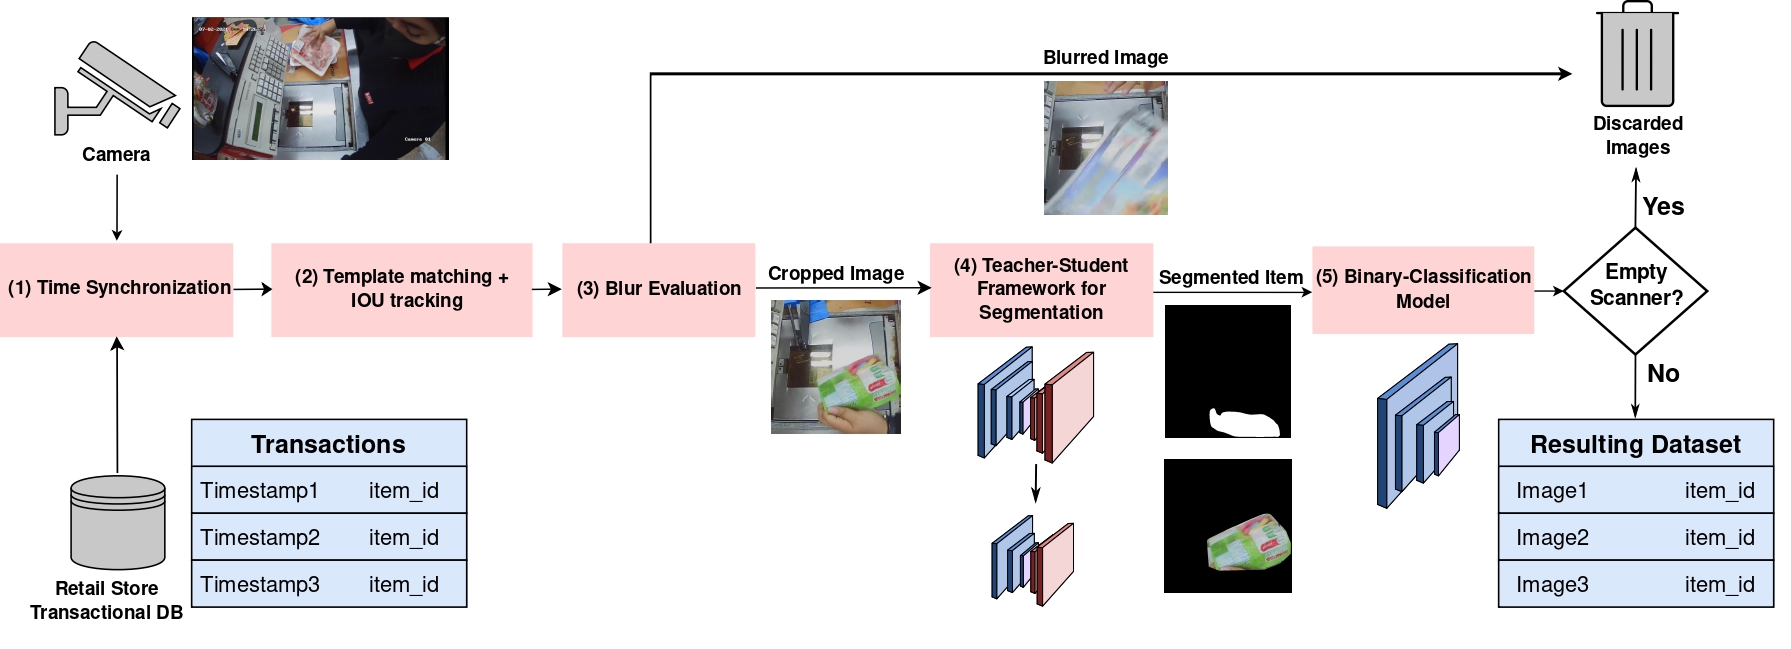 Camera
Camera 01
Blurred Image
Discarded
Images
Yes
(1) Time Synchronization
(2) Template matching +
IOU tracking
(3) Blur Evaluation
Cropped Image
(4) Teacher-Student
Framework for
Segmentation
Segmented Item
(5) Binary-Classification
Model
Empty
Scanner?
No
Transactions
Timestamp1 item_id
Timestamp2 item_id
Timestamp3 item_id
Retail Store
Transactional DB
Resulting Dataset
Image1 item_id
Image2 item_id
Image3 item_id